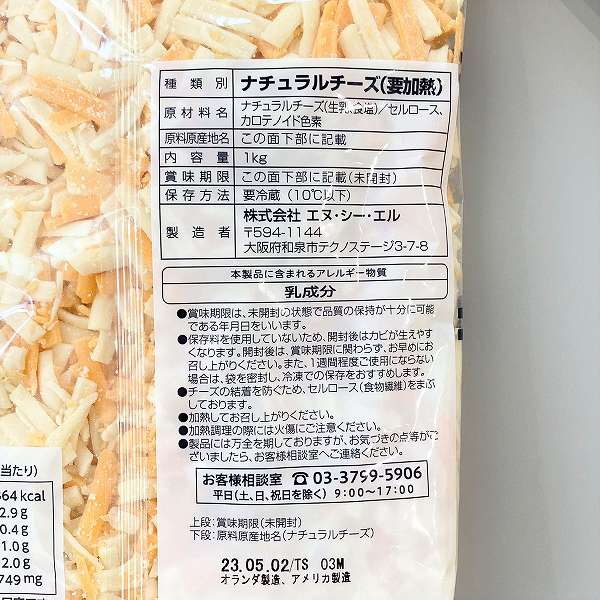 種類別 ナチュラルチーズ(要加熱)
原材料名 ナチュラルチーズ(生乳、食塩)／セルロース、
カロテノイド色素
原料原産地名 この面下部に記載
内容量 1kg
賞味期限 この面下部に記載(未開封)
保存方法 要冷蔵(10℃以下)
製造者 株式会社 エヌ・シー・エル
〒594-1144
大阪府和泉市テクノステージ3-7-8
本製品に含まれるアレルギー物質
乳成分
●賞味期限は、未開封の状態で品質の保持が十分に可能
である年月日をいいます。
●保存料を使用していないため、開封後はカビが生えやす
くなります。開封後は、賞味期限に関わらず、お早めにお
召し上がりください。また、1週間程度ご使用にならない
場合は、袋を密封し、冷凍での保存をおすすめします。
●チーズの結着を防ぐため、セルロース(食物繊維)をまぶ
しております。
●加熱してお召し上がりください。
●加熱調理の際には火傷にご注意ください。
●製品には万全を期しておりますが、お気づきの点等がご
ざいましたら、お客様相談室へご連絡ください。
お客様相談室 ☎ 03-3799-5906
平日(土、日、祝日を除く) 9:00〜17:00
上段:賞味期限(未開封)
下段:原料原産地名(ナチュラルチーズ)
23.05.02/TS 03M
オランダ製造、アメリカ製造
当たり)
64 kcal
2.9g
0.4g
1.0g
2.0g
749mg